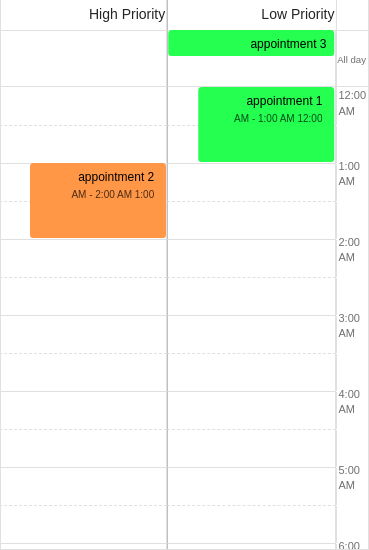 High Priority
Low Priority
appointment 3
All day
appointment 1
AM - 1:00 AM 12:00
12:00
AM
appointment 2
AM - 2:00 AM 1:00
1:00
AM
2:00
AM
3:00
AM
4:00
AM
5:00
AM
6:00